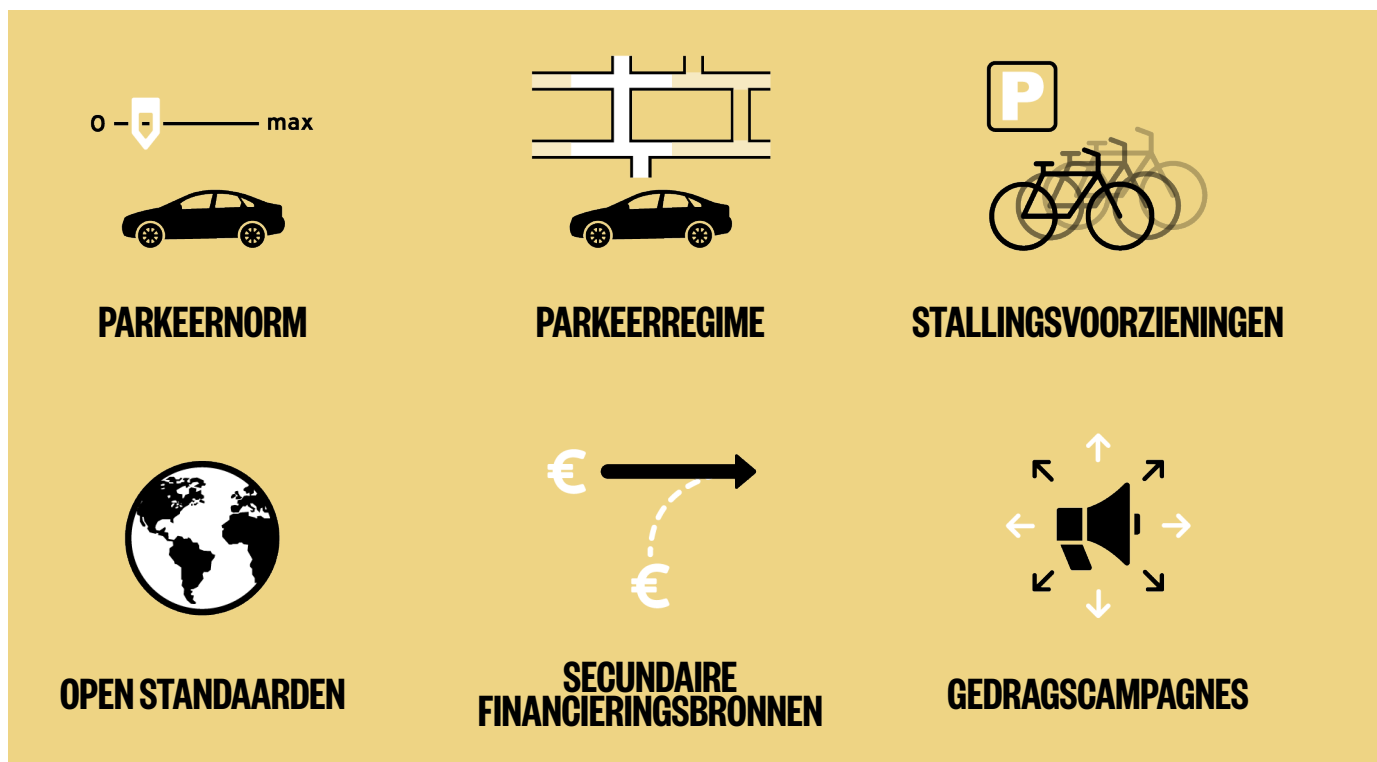 0 max
P
PARKEERNORM
PARKEERREGIME
STALLINGSVOORZIENINGEN
€
€
OPEN STANDAARDEN
SECUNDAIRE
FINANCIERINGSBRONNEN
GEDRAGSCAMPAGNES